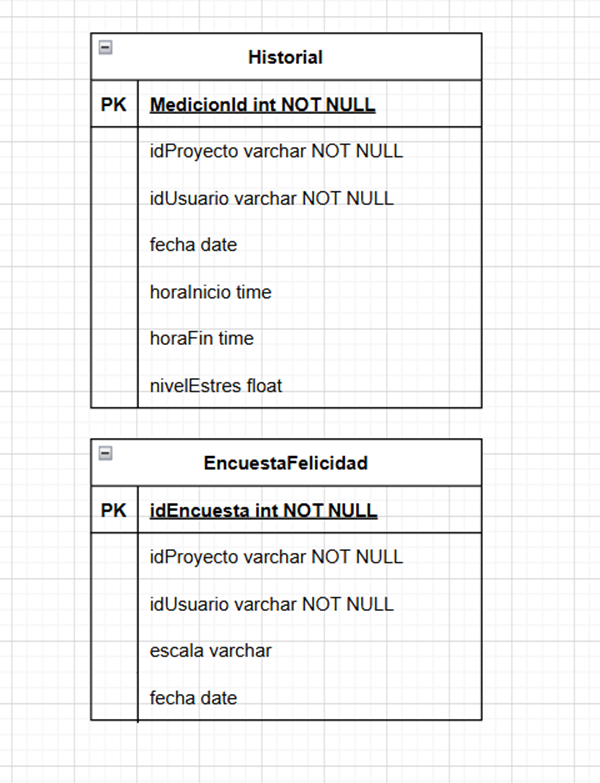 Historial
PK MedicionId int NOT NULL
idProyecto varchar NOT NULL
idUsuario varchar NOT NULL
fecha date
horaInicio time
horaFin time
nivelEstres float
EncuestaFelicidad
PK idEncuesta int NOT NULL
idProyecto varchar NOT NULL
idUsuario varchar NOT NULL
escala varchar
fecha date